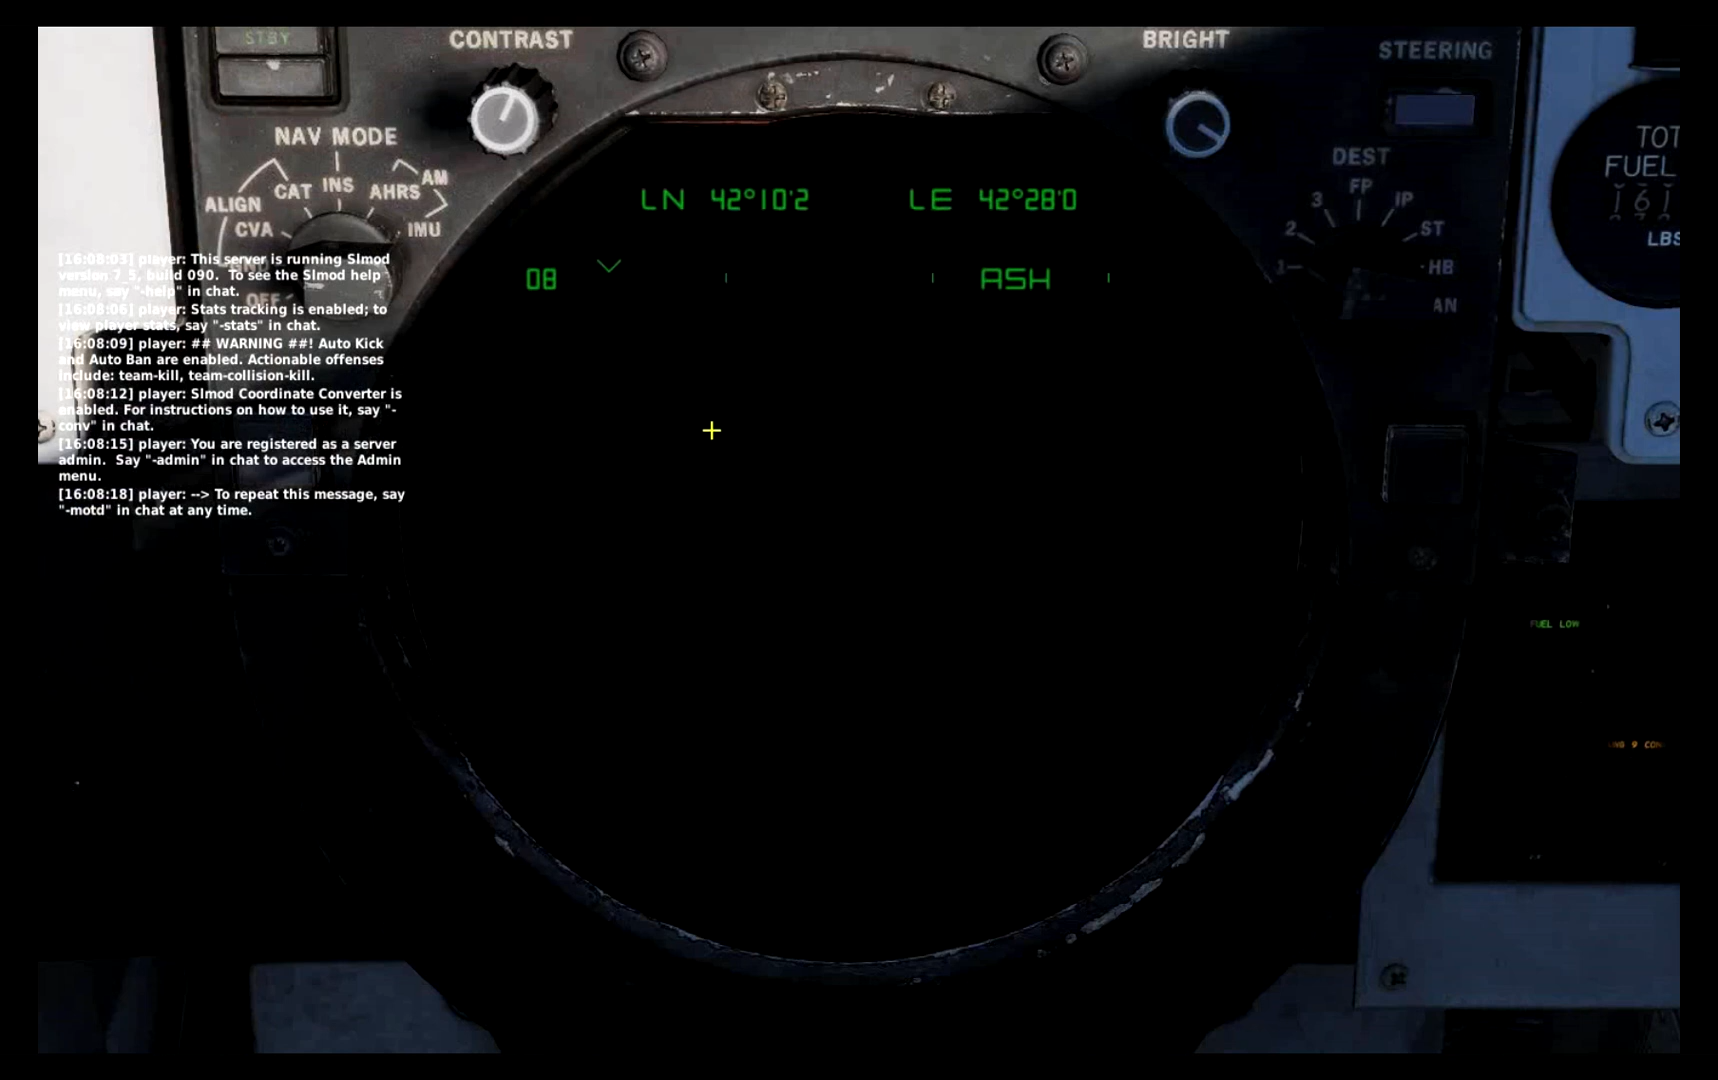 STBY
CONTRAST
BRIGHT
STEERING
NAV MODE
CAT INS AHRS AM
ALIGN
CVA IMU
OFF
DEST
FP
3 IP
2 ST
1 HB
AN
TOT
FUEL
161
LBS
LN 42°10'2 LE 42°28'0
08 ASH
[16:08:03] player: This server is running Slmod
version 7_5, build 090. To see the Slmod help
menu, say "-help" in chat.
[16:08:06] player: Stats tracking is enabled; to
view player stats, say "-stats" in chat.
[16:08:09] player: ## WARNING ##! Auto Kick
and Auto Ban are enabled. Actionable offenses
include: team-kill, team-collision-kill.
[16:08:12] player: Slmod Coordinate Converter is
enabled. For instructions on how to use it, say "-
conv" in chat.
[16:08:15] player: You are registered as a server
admin. Say "-admin" in chat to access the Admin
menu.
[16:08:18] player: --> To repeat this message, say
"-motd" in chat at any time.
FUEL LOW